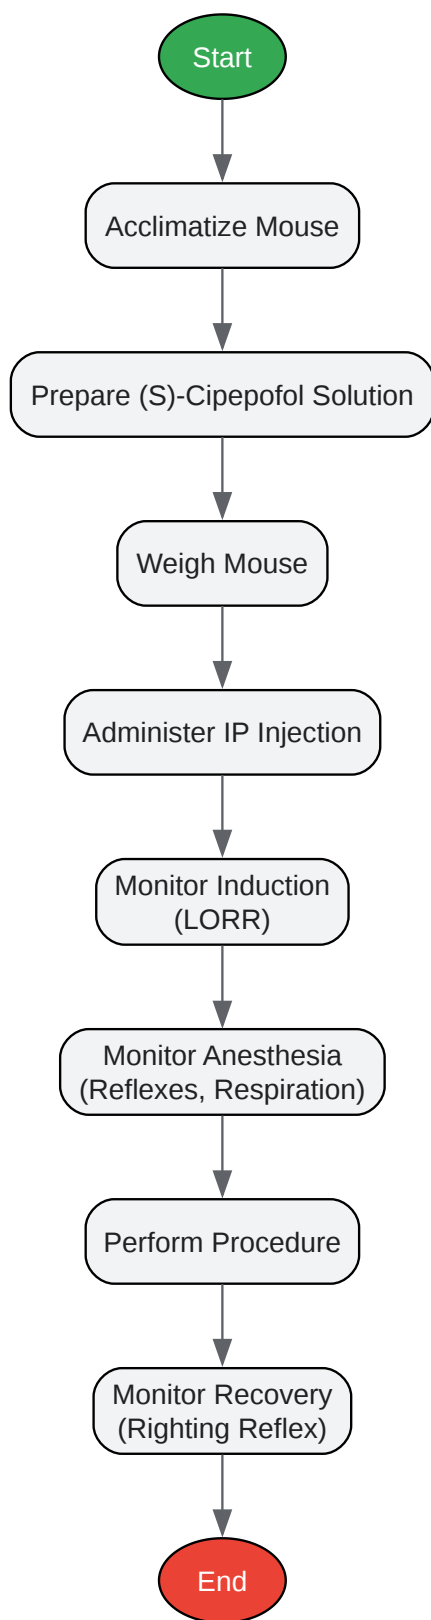 Start
Acclimatize Mouse
Prepare (S)-Cipepofol Solution
Weigh Mouse
Administer IP Injection
Monitor Induction
(LORR)
Monitor Anesthesia
(Reflexes, Respiration)
Perform Procedure
Monitor Recovery
(Righting Reflex)
End